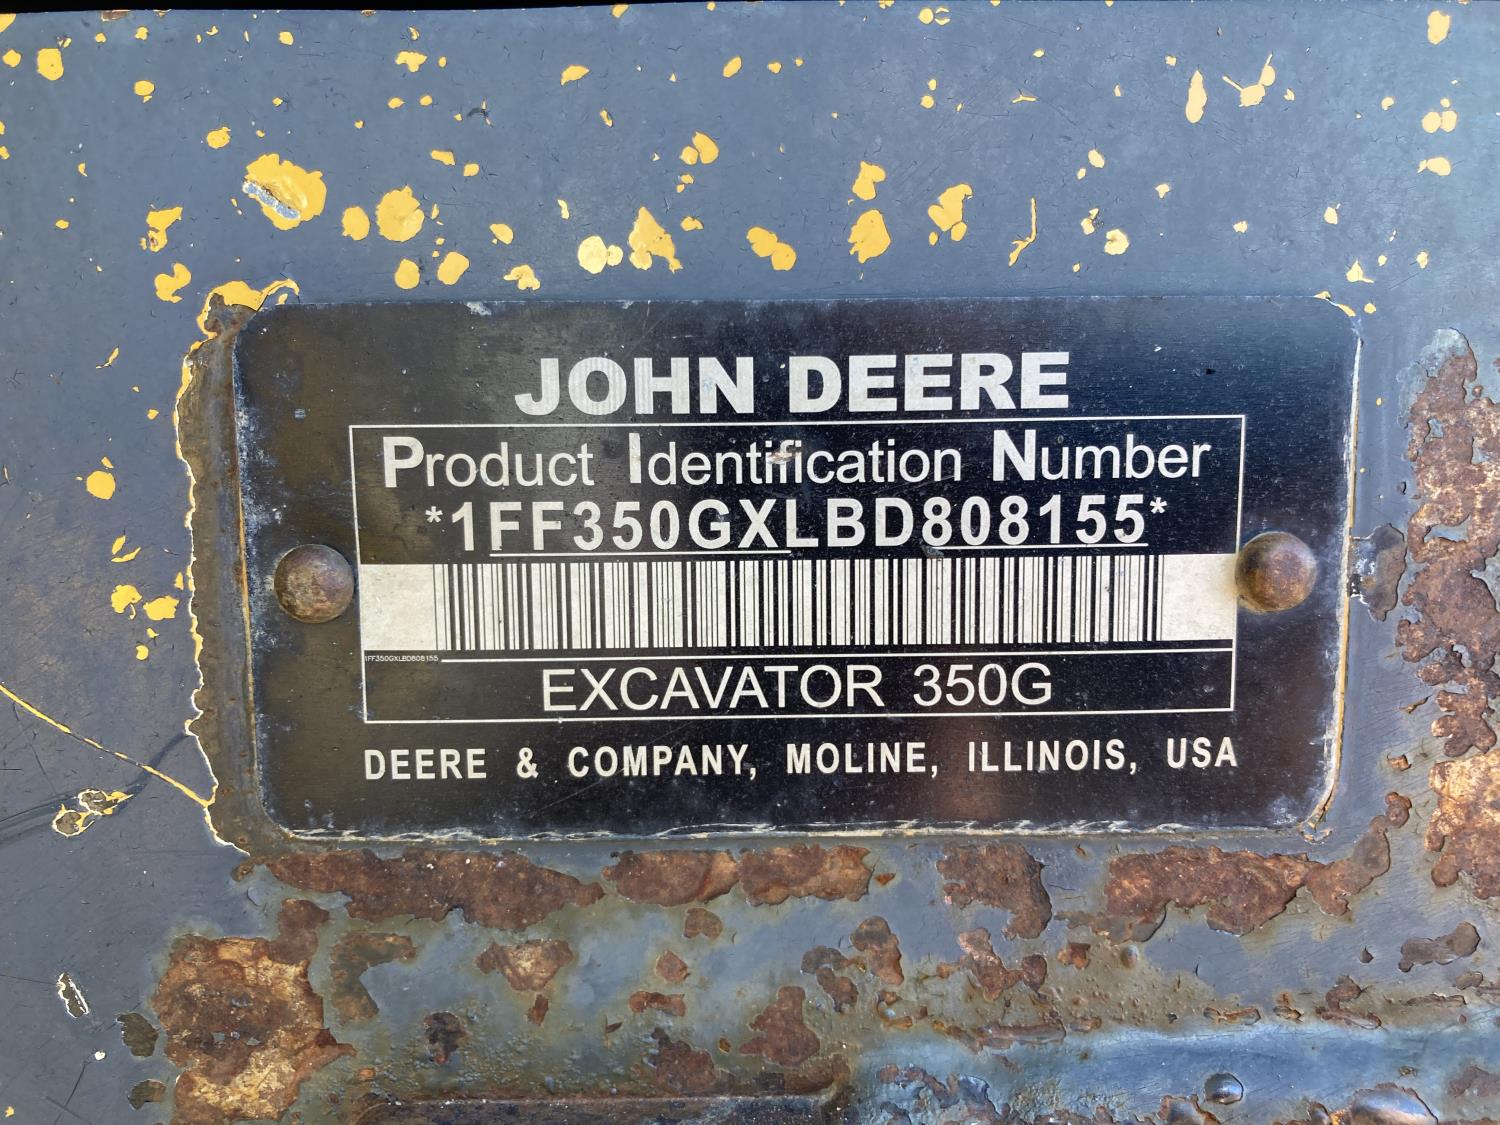 JOHN DEERE
Product Identification Number
*1FF350GXLBD808155*
1FF350GXLBD808155
EXCAVATOR 350G
DEERE & COMPANY, MOLINE, ILLINOIS, USA